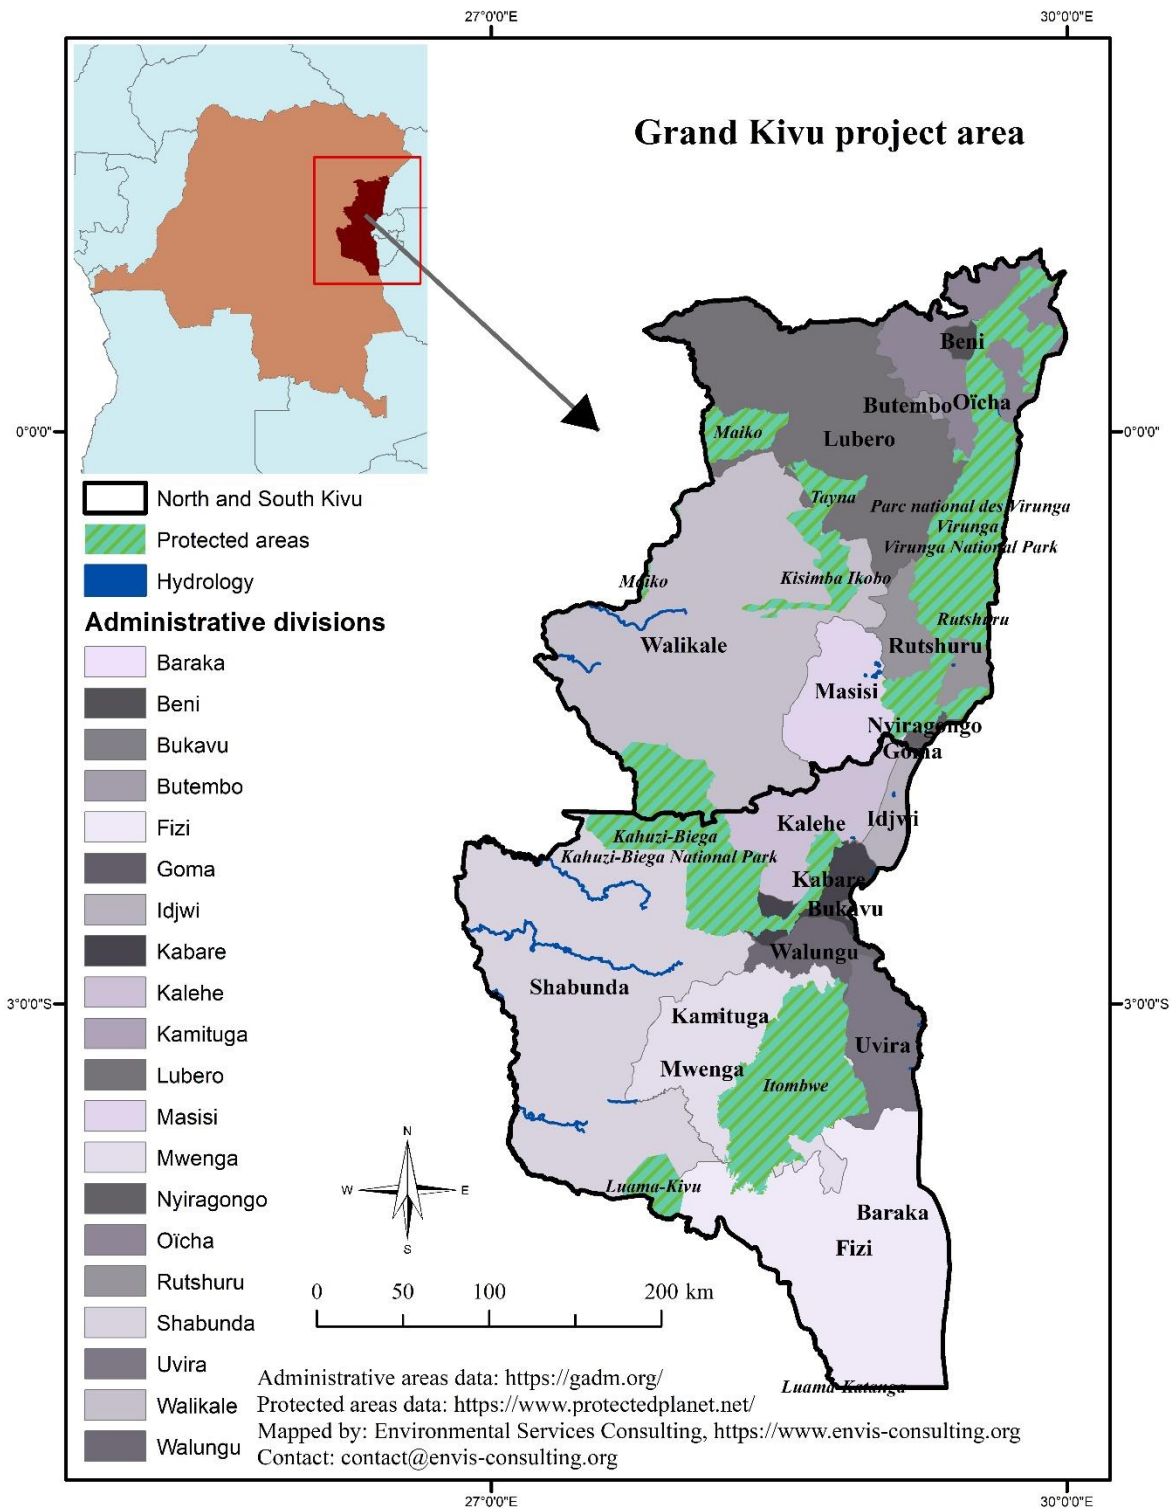 27°0'0"E
30°0'0"E
Grand Kivu project area
0°0'0"
0°0'0"
Beni
Butembo
Oïcha
Lubero
Maiko
Tayna
Parc national des Virunga
Virunga
Virunga National Park
Maiko
Kisimba Ikobo
Rutshuru
Walikale
Rutshuru
Masisi
Nyiragongo
Goma
Idjwi
Kalehe
Kahuzi-Biega
Kahuzi-Biega National Park
Kabare
Bukavu
Walungu
Shabunda
Kamituga
Uvira
Mwenga
Itombwe
Luama-Kivu
Baraka
Fizi
Luama-Katanga
3°0'0"S
3°0'0"S
North and South Kivu
Protected areas
Hydrology
Administrative divisions
Baraka
Beni
Bukavu
Butembo
Fizi
Goma
Idjwi
Kabare
Kalehe
Kamituga
Lubero
Masisi
Mwenga
Nyiragongo
Oïcha
Rutshuru
Shabunda
Uvira
Walikale
Walungu
N
W
E
S
0 50 100 200 km
Administrative areas data: https://gadm.org/
Protected areas data: https://www.protectedplanet.net/
Mapped by: Environmental Services Consulting, https://www.envis-consulting.org
Contact: contact@envis-consulting.org
27°0'0"E
30°0'0"E